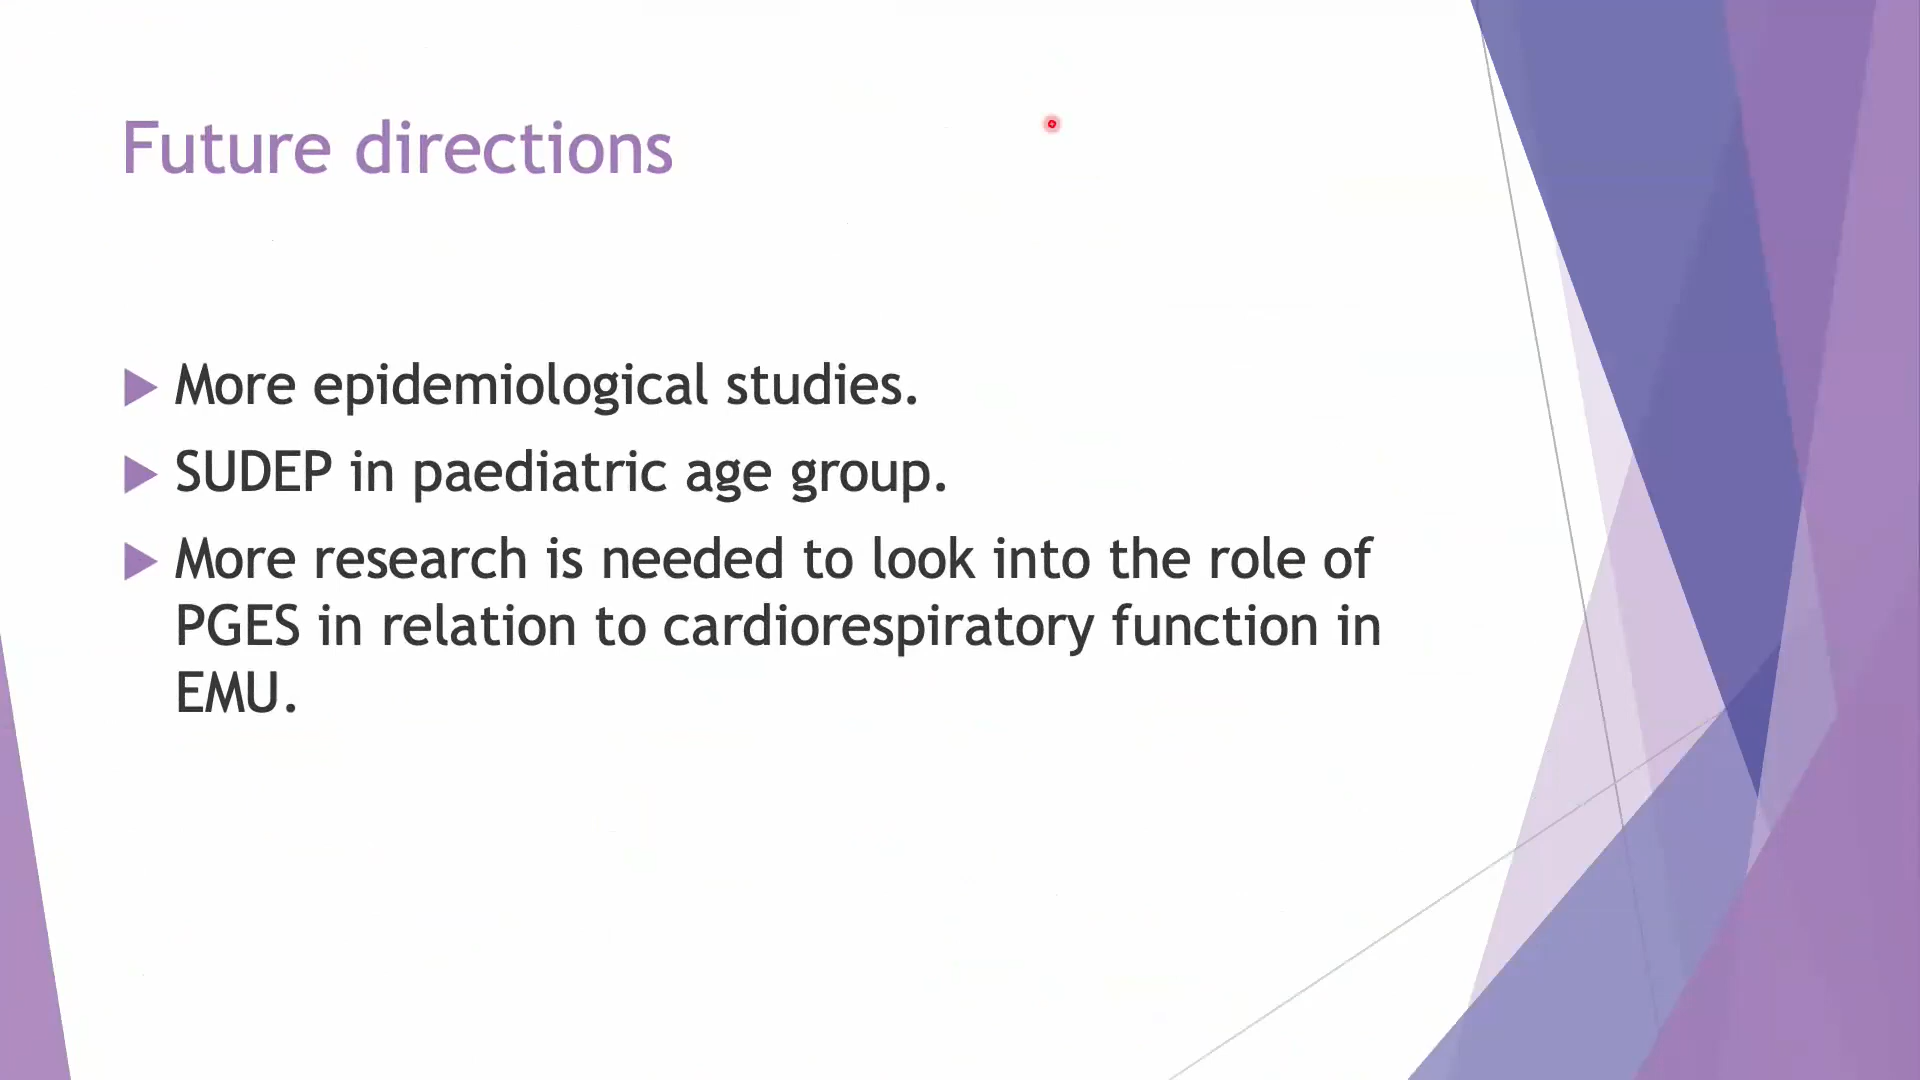 Future directions
More epidemiological studies.
SUDEP in paediatric age group.
More research is needed to look into the role of
PGES in relation to cardiorespiratory function in
EMU.